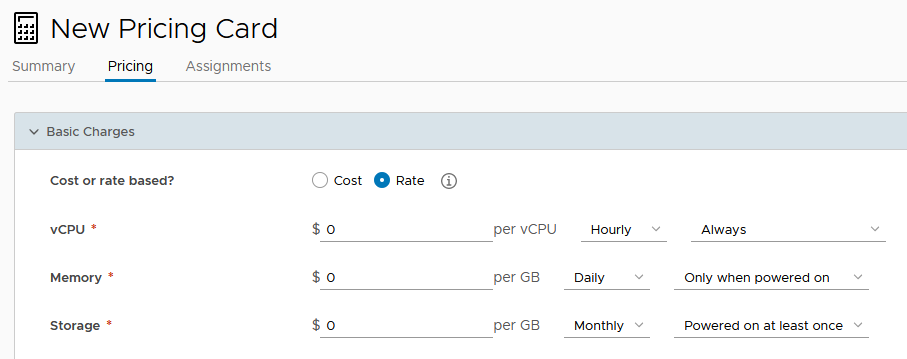 New Pricing Card
Summary Pricing Assignments
Basic Charges
Cost or rate based? Cost Rate
vCPU * $ 0 per vCPU Hourly Always
Memory * $ 0 per GB Daily Only when powered on
Storage * $ 0 per GB Monthly Powered on at least once